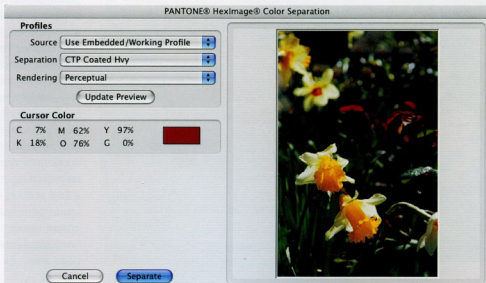 PANTONE® HexImage® Color Separation
Profiles
Source Use Embedded/Working Profile
Separation CTP Coated Hvy
Rendering Perceptual
Update Preview
Cursor Color
C 7% M 62% Y 97%
K 18% O 76% G 0%
Cancel Separate